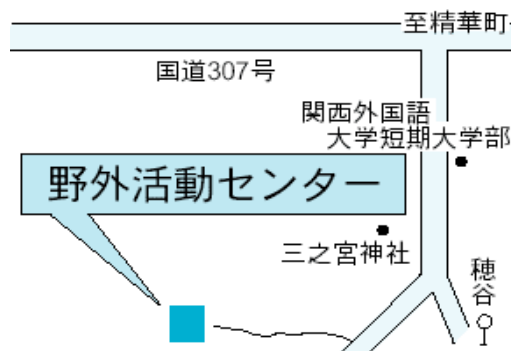 至精華町
国道307号
関西外国語
大学短期大学部
野外活動センター
三之宮神社
穂谷